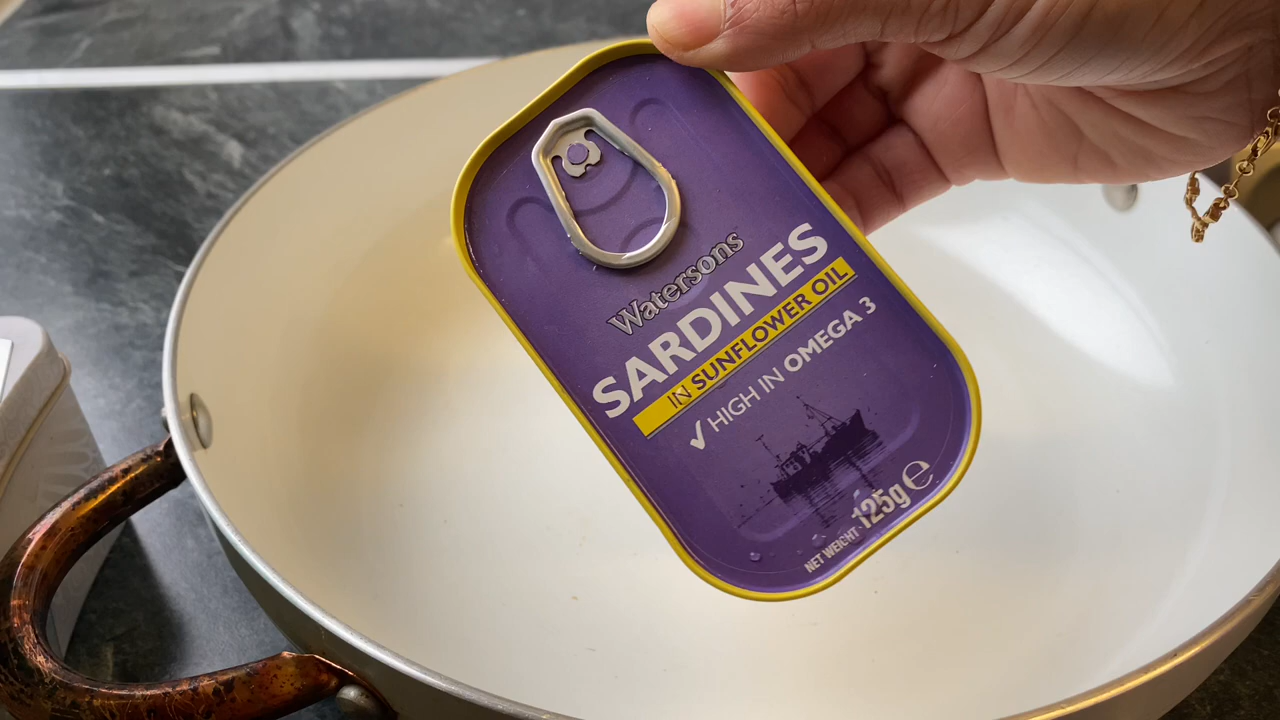 Watersons
SARDINES
IN SUNFLOWER OIL
✓ HIGH IN OMEGA 3
NET WEIGHT 125g ℮